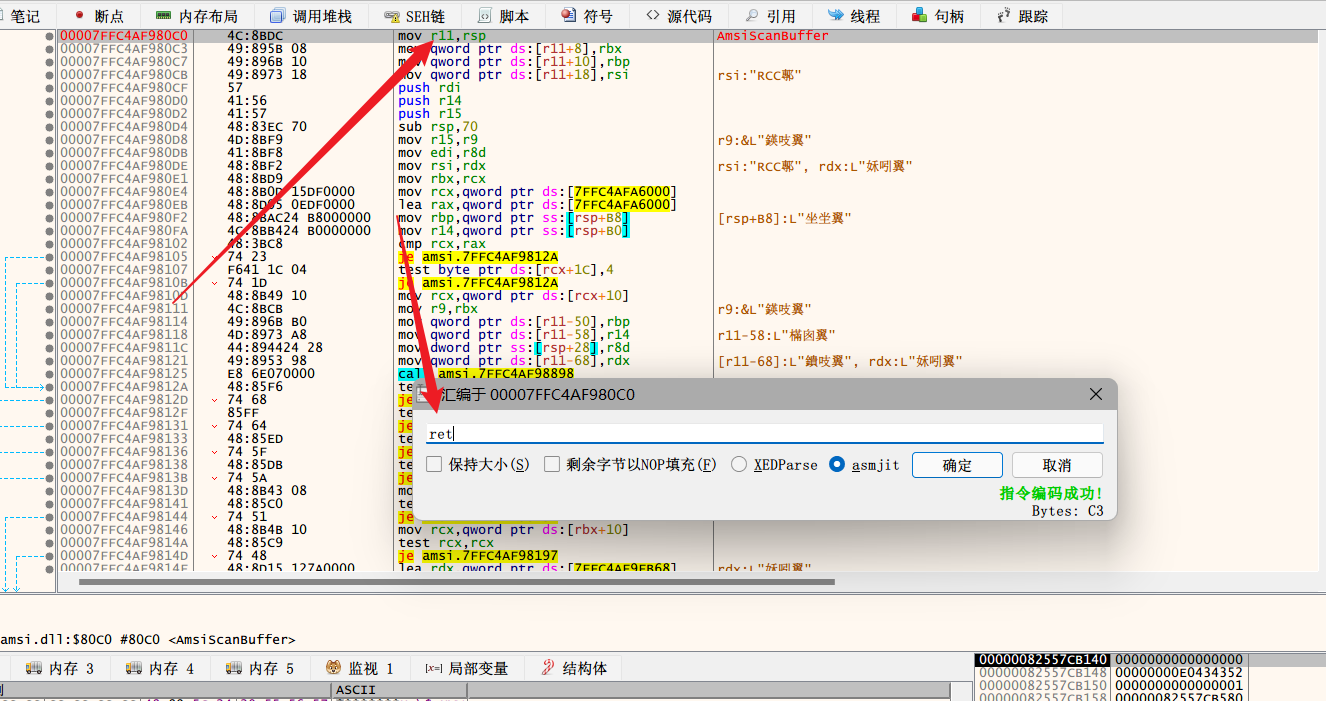 笔记 断点 内存布局 调用堆栈 SEH链 脚本 符号 源代码 引用 线程 句柄 跟踪
00007FFC4AF980C0 4C:8BDC mov r11,rsp AmsiScanBuffer
00007FFC4AF980C3 49:895B 08 mov qword ptr ds:[r11+8],rbx
00007FFC4AF980C7 49:896B 10 mov qword ptr ds:[r11+10],rbp
00007FFC4AF980CB 49:8973 18 mov qword ptr ds:[r11+18],rsi rsi:"RCC鄟"
00007FFC4AF980CF 57 push rdi
00007FFC4AF980D0 41:56 push r14
00007FFC4AF980D2 41:57 push r15
00007FFC4AF980D4 48:83EC 70 sub rsp,70
00007FFC4AF980D8 4D:8BF9 mov r15,r9 r9:&L"鍈吱翼"
00007FFC4AF980DB 41:8BF8 mov edi,r8d
00007FFC4AF980DE 48:8BF2 mov rsi,rdx rsi:"RCC鄟", rdx:L"妖吲翼"
00007FFC4AF980E1 48:8BD9 mov rbx,rcx
00007FFC4AF980E4 48:8B0D 15DF0000 mov rcx,qword ptr ds:[7FFC4AFA6000]
00007FFC4AF980EB 48:8D05 0EDF0000 lea rax,qword ptr ds:[7FFC4AFA6000]
00007FFC4AF980F2 48:8BAC24 B8000000 mov rbp,qword ptr ss:[rsp+B8] [rsp+B8]:L"坐坐翼"
00007FFC4AF980FA 4C:8BB424 B0000000 mov r14,qword ptr ss:[rsp+B0]
00007FFC4AF98102 48:3BC8 cmp rcx,rax
00007FFC4AF98105 74 23 je amsi.7FFC4AF9812A
00007FFC4AF98107 F641 1C 04 test byte ptr ds:[rcx+1C],4
00007FFC4AF9810B 74 1D je amsi.7FFC4AF9812A
00007FFC4AF9810D 48:8B49 10 mov rcx,qword ptr ds:[rcx+10]
00007FFC4AF98111 4C:8BCB mov r9,rbx r9:&L"鍈吱翼"
00007FFC4AF98114 49:896B B0 mov qword ptr ds:[r11-50],rbp
00007FFC4AF98118 4D:8973 A8 mov qword ptr ds:[r11-58],r14 r11-58:L"樠囱翼"
00007FFC4AF9811C 44:894424 28 mov dword ptr ss:[rsp+28],r8d
00007FFC4AF98121 49:8953 98 mov qword ptr ds:[r11-68],rdx [r11-68]:L"鑟吱翼", rdx:L"妖吲翼"
00007FFC4AF98125 E8 6E070000 call amsi.7FFC4AF98898
00007FFC4AF9812A 48:85F6 te
00007FFC4AF9812D 74 68 je
00007FFC4AF9812F 85FF te
00007FFC4AF98131 74 64 je
00007FFC4AF98133 48:85ED te
00007FFC4AF98136 74 5F je
00007FFC4AF98138 48:85DB te
00007FFC4AF9813B 74 5A je
00007FFC4AF9813D 48:8B43 08 mo
00007FFC4AF98141 48:85C0 te
00007FFC4AF98144 74 51 je
00007FFC4AF98146 48:8B4B 10 mov rcx,qword ptr ds:[rbx+10]
00007FFC4AF9814A 48:85C9 test rcx,rcx
00007FFC4AF9814D 74 48 je amsi.7FFC4AF98197
00007FFC4AF9814F 48:8D15 127A0000 lea rdx,qword ptr ds:[7FFC4AF9FB68] rdx:L"妖吲翼"
汇编于 00007FFC4AF980C0
ret
保持大小(S) 剩余字节以NOP填充(F) XEDParse asmjit 确定 取消
指令编码成功!
Bytes: C3
amsi.dll:$80C0 #80C0 <AmsiScanBuffer>
内存 3 内存 4 内存 5 监视 1 局部变量 结构体
ASCII
00000082557CB140 0000000000000000
00000082557CB148 00000000E0434352
00000082557CB150 0000000000000001
00000082557CB158 00000082557CB580